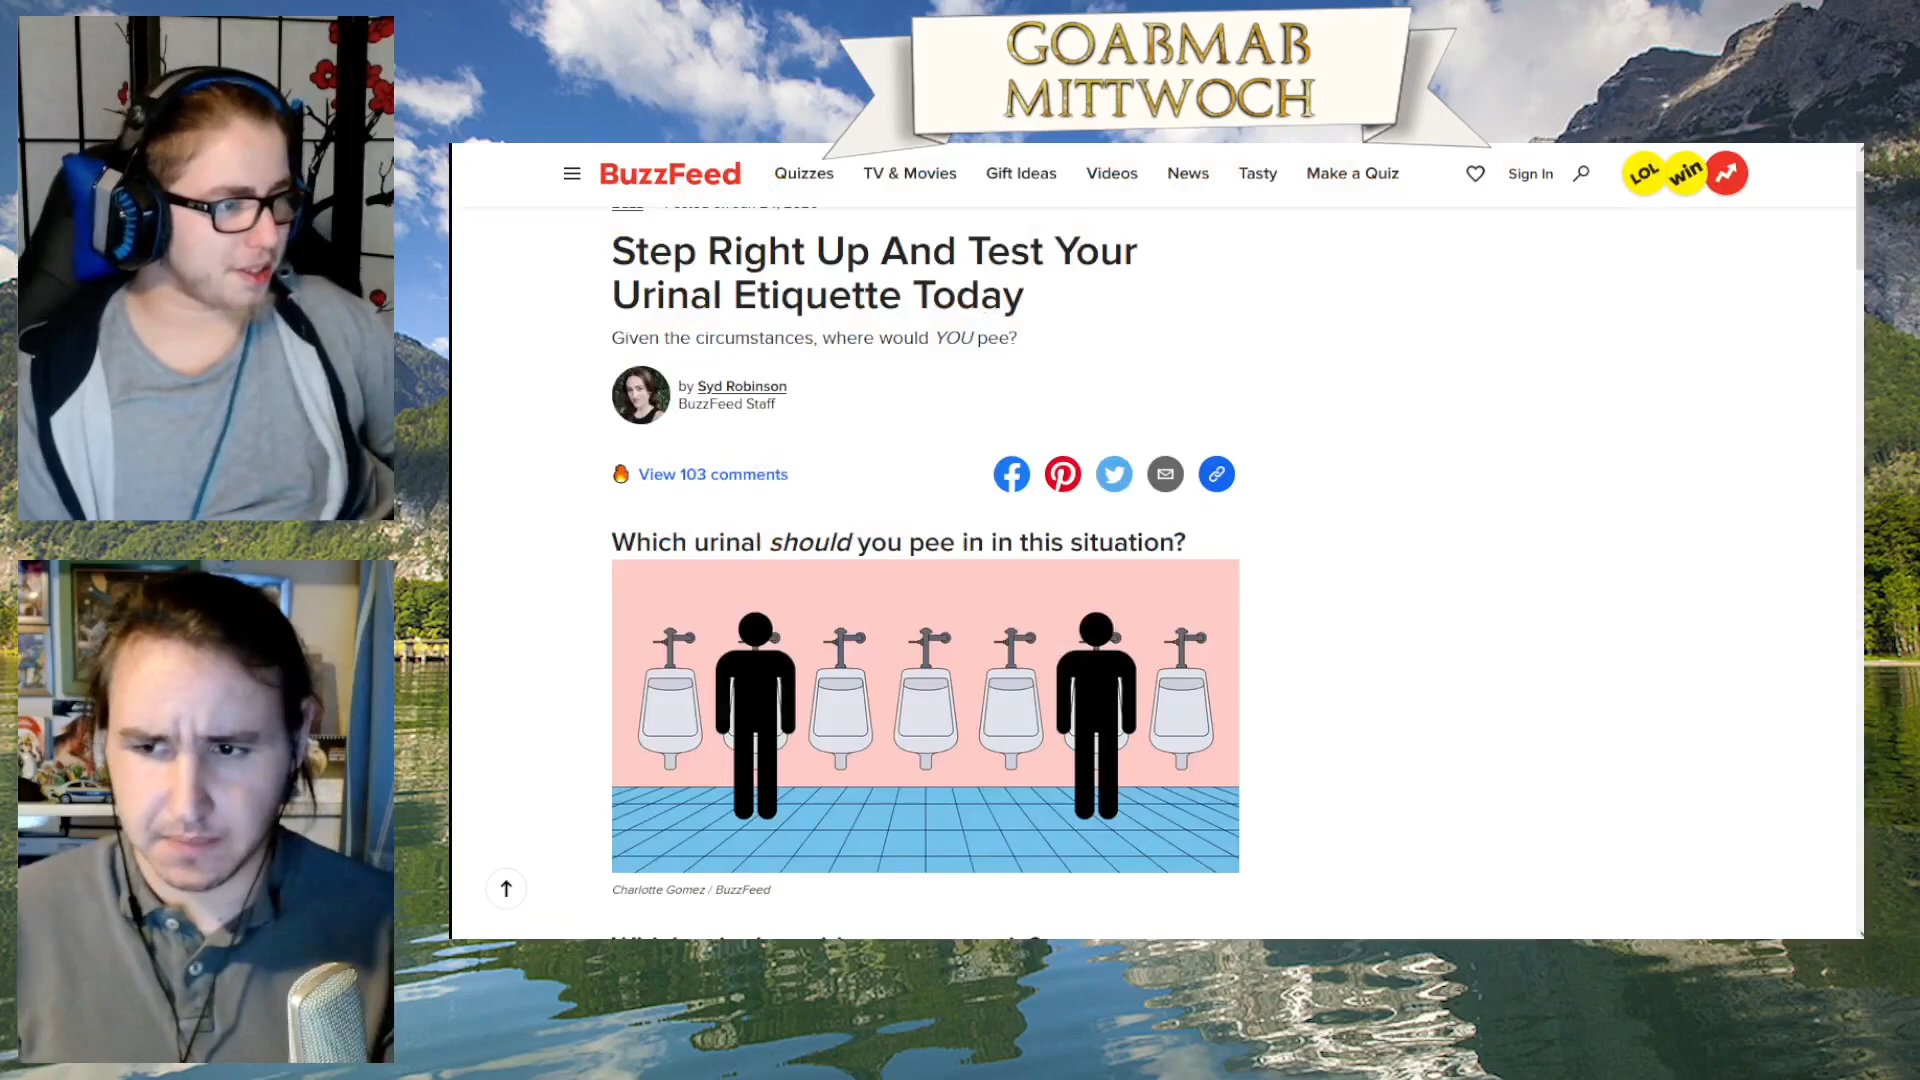 GOABMAB
MITTWOCH
BuzzFeed Quizzes TV & Movies Gift Ideas Videos News Tasty Make a Quiz Sign In LOL win
Step Right Up And Test Your
Urinal Etiquette Today
Given the circumstances, where would YOU pee?
by Syd Robinson
BuzzFeed Staff
View 103 comments
Which urinal should you pee in in this situation?
Charlotte Gomez / BuzzFeed